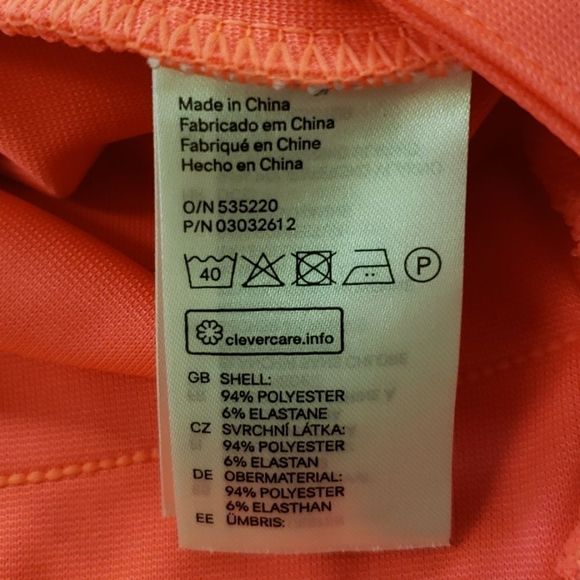 Made in China
Fabricado em China
Fabriqué en Chine
Hecho en China
O/N 535220
P/N 03032612
40 P
clevercare.info
GB SHELL:
94% POLYESTER
6% ELASTANE
CZ SVRCHNÍ LÁTKA:
94% POLYESTER
6% ELASTAN
DE OBERMATERIAL:
94% POLYESTER
6% ELASTHAN
EE ÜMBRIS: